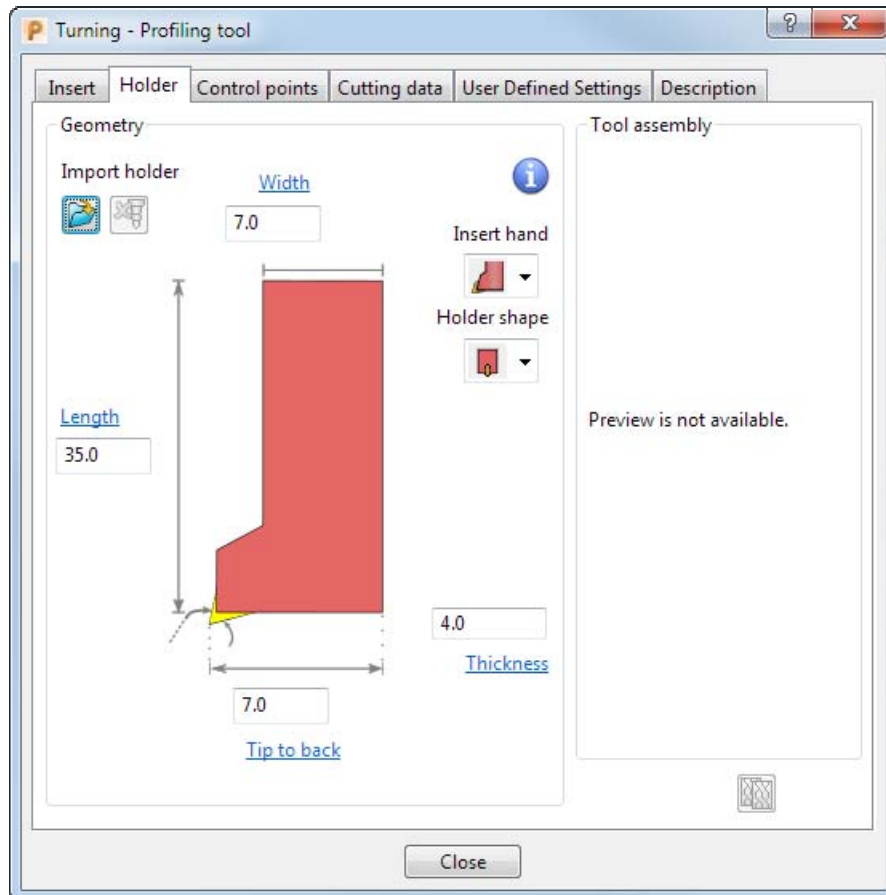 Turning - Profiling tool
?
Insert Holder Control points Cutting data User Defined Settings Description
Geometry
Tool assembly
Import holder
Width
7.0
Insert hand
Holder shape
Length
35.0
Preview is not available.
4.0
Thickness
7.0
Tip to back
Close